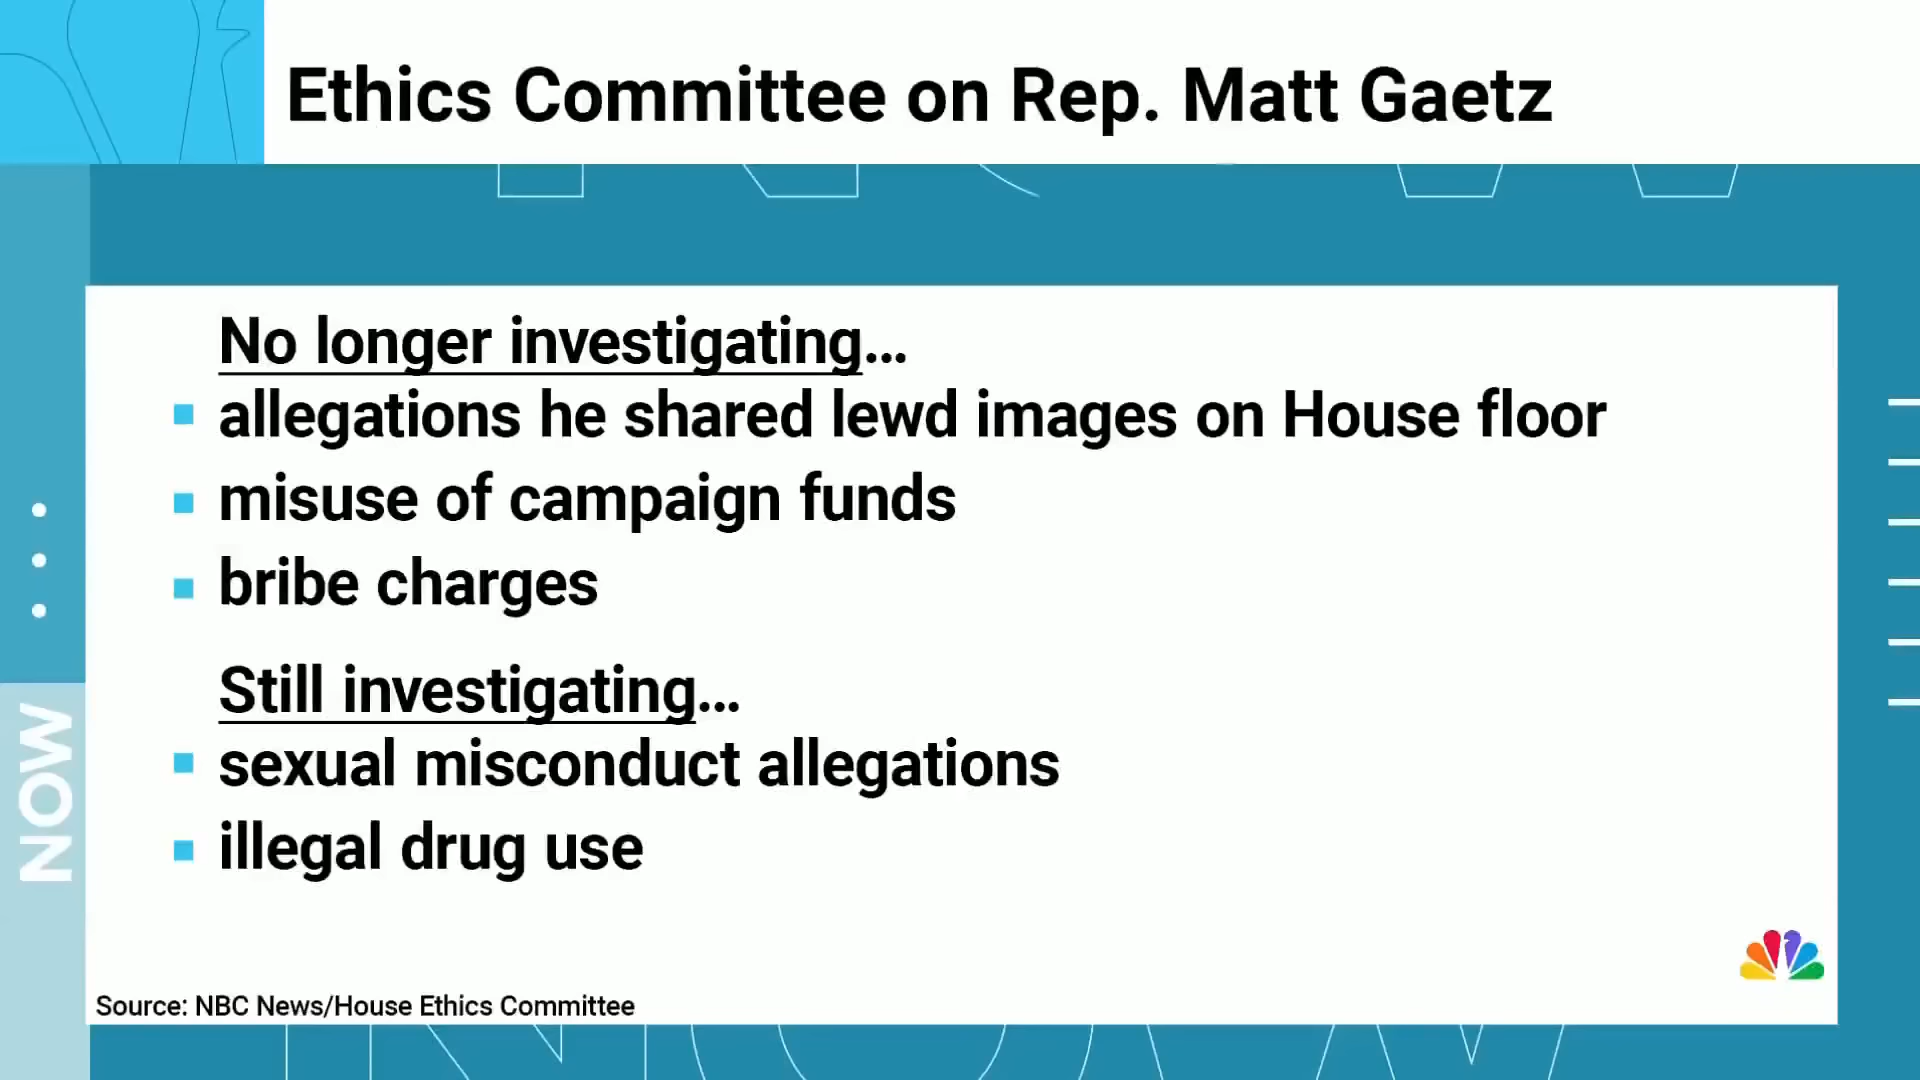 Ethics Committee on Rep. Matt Gaetz
No longer investigating...
allegations he shared lewd images on House floor
misuse of campaign funds
bribe charges
Still investigating...
sexual misconduct allegations
illegal drug use
NOW
Source: NBC News/House Ethics Committee